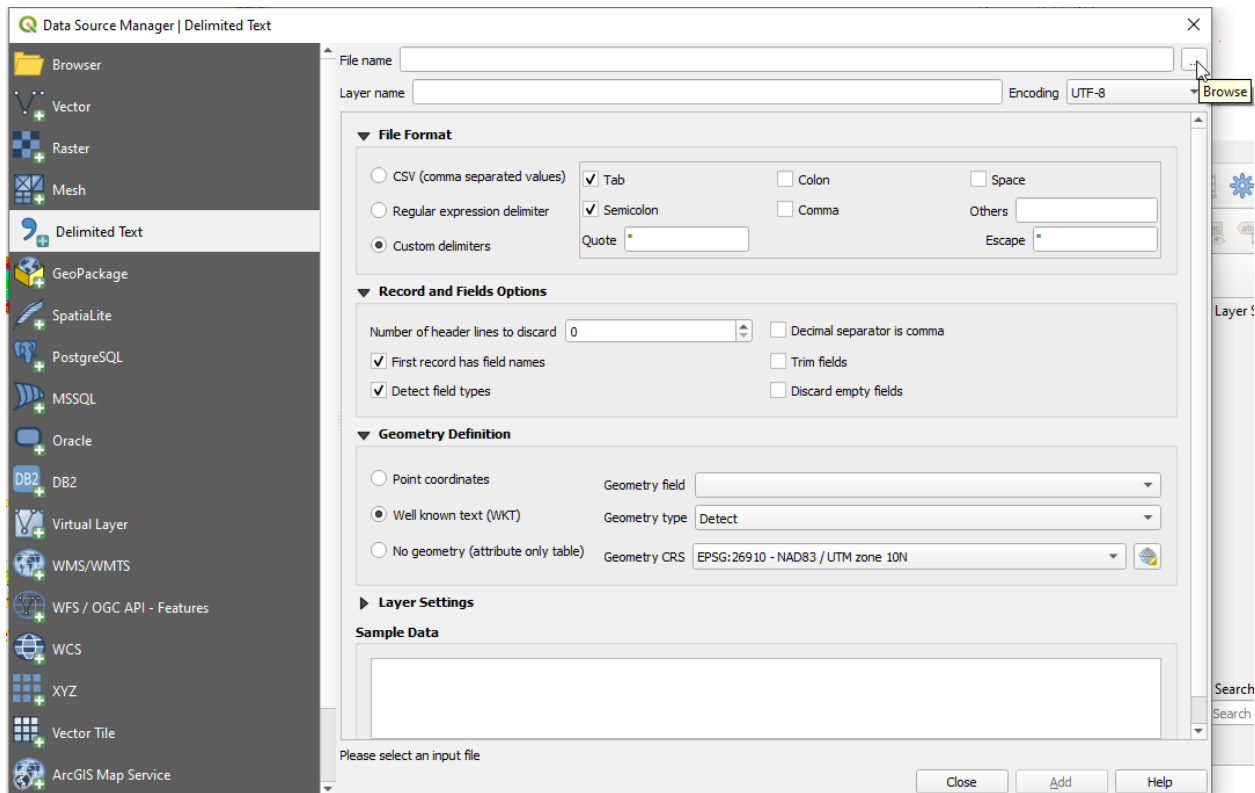 Data Source Manager | Delimited Text
Browser
Vector
Raster
Mesh
Delimited Text
GeoPackage
SpatiaLite
PostgreSQL
MSSQL
Oracle
DB2
DB2
Virtual Layer
WMS/WMTS
WFS / OGC API - Features
WCS
XYZ
Vector Tile
ArcGIS Map Service
File name
...
Browse
Layer name
Encoding UTF-8
File Format
CSV (comma separated values)
Tab Colon Space
Regular expression delimiter
Semicolon Comma Others
Custom delimiters
Quote " Escape "
Record and Fields Options
Number of header lines to discard 0 Decimal separator is comma
First record has field names Trim fields
Detect field types Discard empty fields
Geometry Definition
Point coordinates Geometry field
Well known text (WKT) Geometry type Detect
No geometry (attribute only table) Geometry CRS EPSG:26910 - NAD83 / UTM zone 10N
Layer Settings
Sample Data
Please select an input file
Close Add Help
Layer S
Search
Search